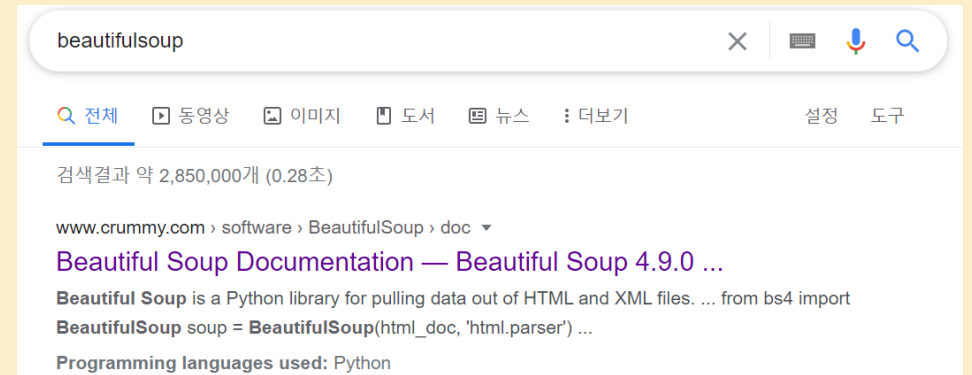 beautifulsoup
전체 동영상 이미지 도서 뉴스 더보기 설정 도구
검색결과 약 2,850,000개 (0.28초)
www.crummy.com › software › BeautifulSoup › doc
Beautiful Soup Documentation — Beautiful Soup 4.9.0 ...
Beautiful Soup is a Python library for pulling data out of HTML and XML files. ... from bs4 import
BeautifulSoup soup = BeautifulSoup(html_doc, 'html.parser') ...
Programming languages used: Python